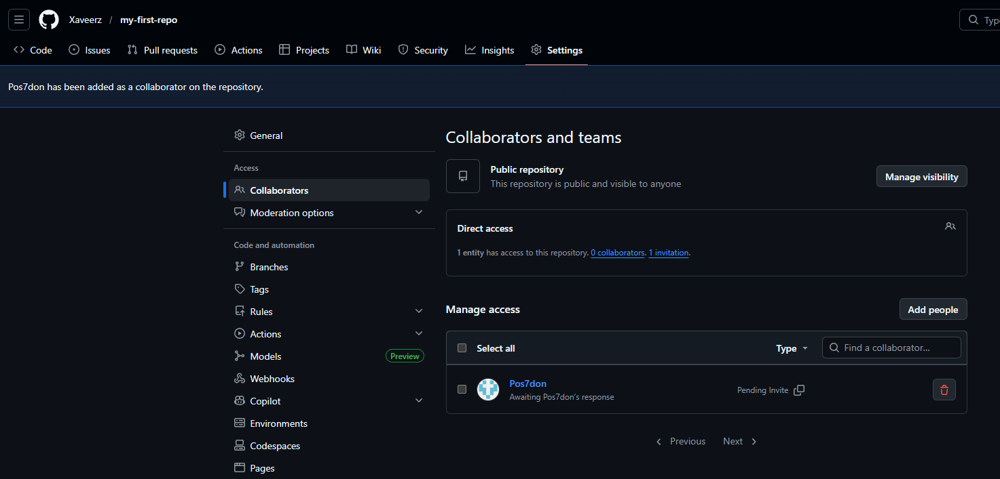 Xaveerz / my-first-repo
Type
Code Issues Pull requests Actions Projects Wiki Security Insights Settings
Pos7don has been added as a collaborator on the repository.
General
Access
Collaborators
Moderation options
Code and automation
Branches
Tags
Rules
Actions
Models Preview
Webhooks
Copilot
Environments
Codespaces
Pages
Collaborators and teams
Public repository
This repository is public and visible to anyone
Manage visibility
Direct access
1 entity has access to this repository. 0 collaborators. 1 invitation.
Manage access
Add people
Select all
Type
Find a collaborator...
Pos7don
Awaiting Pos7don's response
Pending Invite
Previous Next